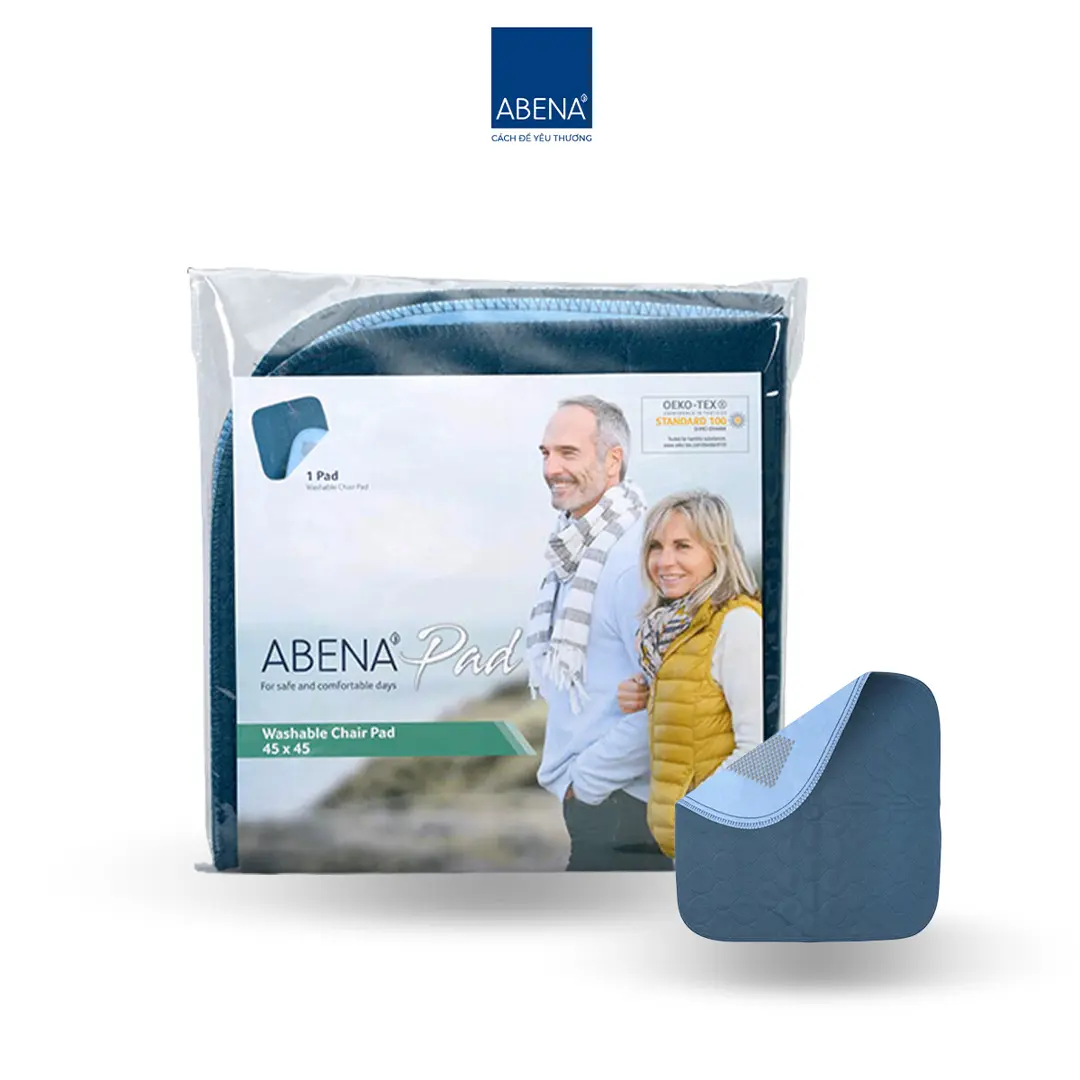 ABENA
CÁCH ĐỂ YÊU THƯƠNG
OEKO-TEX®
STANDARD 100
1 Pad
Washable Chair Pad
ABENA Pad
For safe and comfortable days
Washable Chair Pad
45 x 45